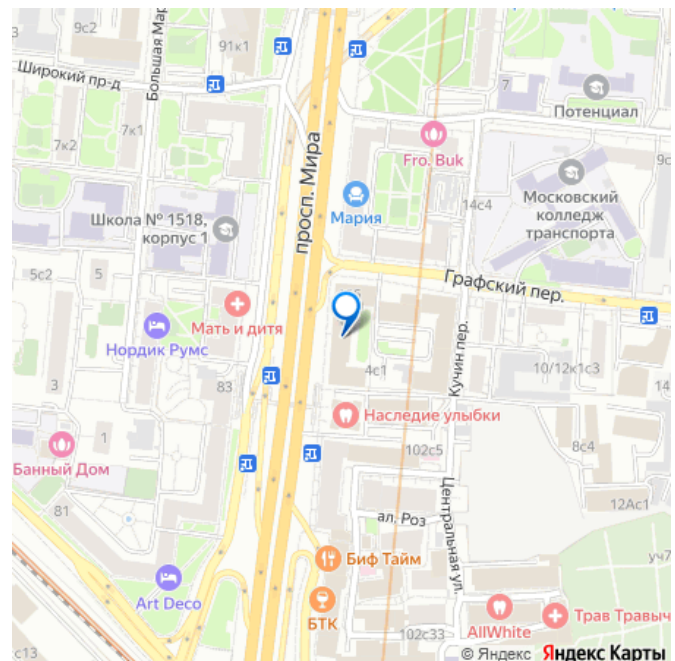 9с2
91к1
Большая Мар
Широкий пр-д
7
Потенциал
7к1
7к2
просп. Мира
Fro. Buk
9с
Мария
14с4
Московский
колледж
транспорта
Школа № 1518,
корпус 1
5с2
5
Графский пер.
Мать и дитя
Нордик Румс
Кучин пер.
3
83
4с1
10/12к1с3
14
Наследие улыбки
1
Банный Дом
102с5
8с4
81
Центральная ул.
12Ас1
ал. Роз
уч7
Биф Тайм
Art Deco
БТК
AllWhite
Трав Травыч
102с33
© Яндекс Яндекс Карты